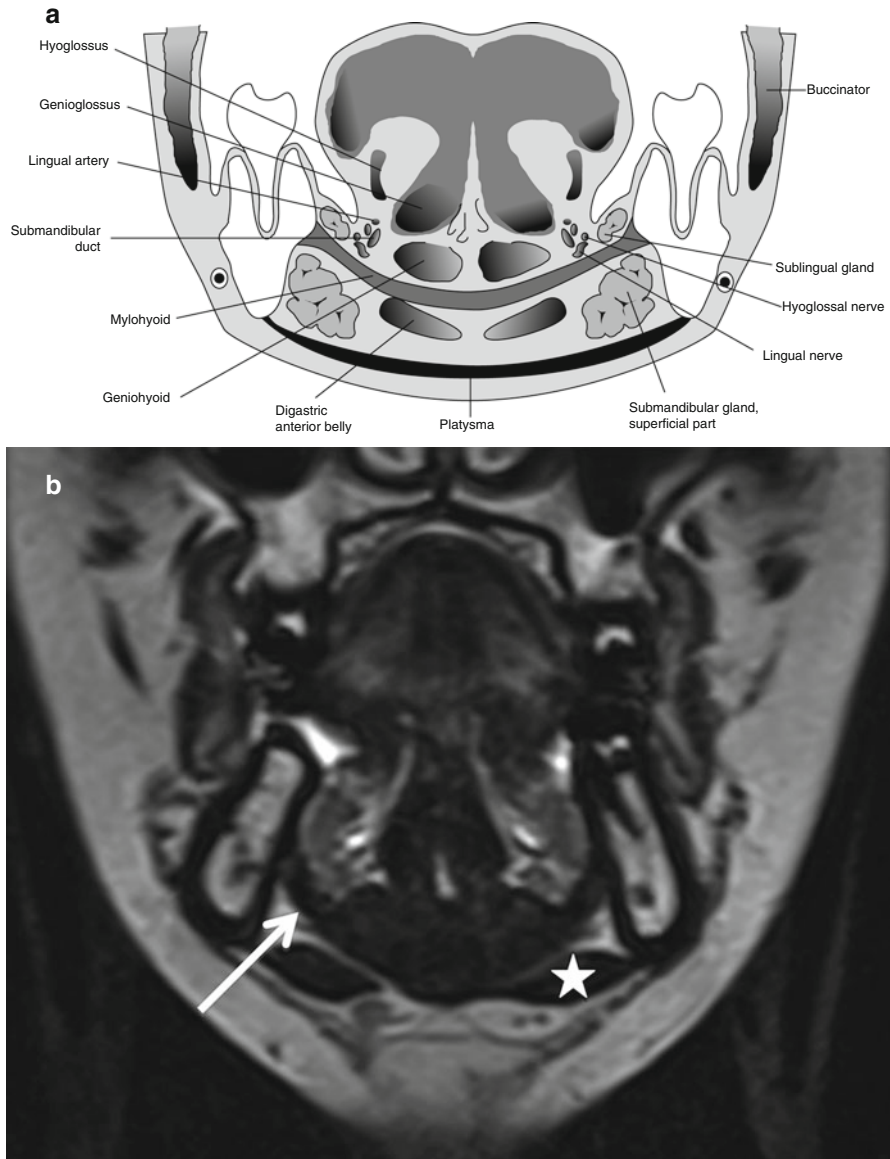 a
Hyoglossus
Genioglossus
Lingual artery
Submandibular
duct
Mylohyoid
Geniohyoid
Digastric
anterior belly
Platysma
Buccinator
Sublingual gland
Hyoglossal nerve
Lingual nerve
Submandibular gland,
superficial part
b